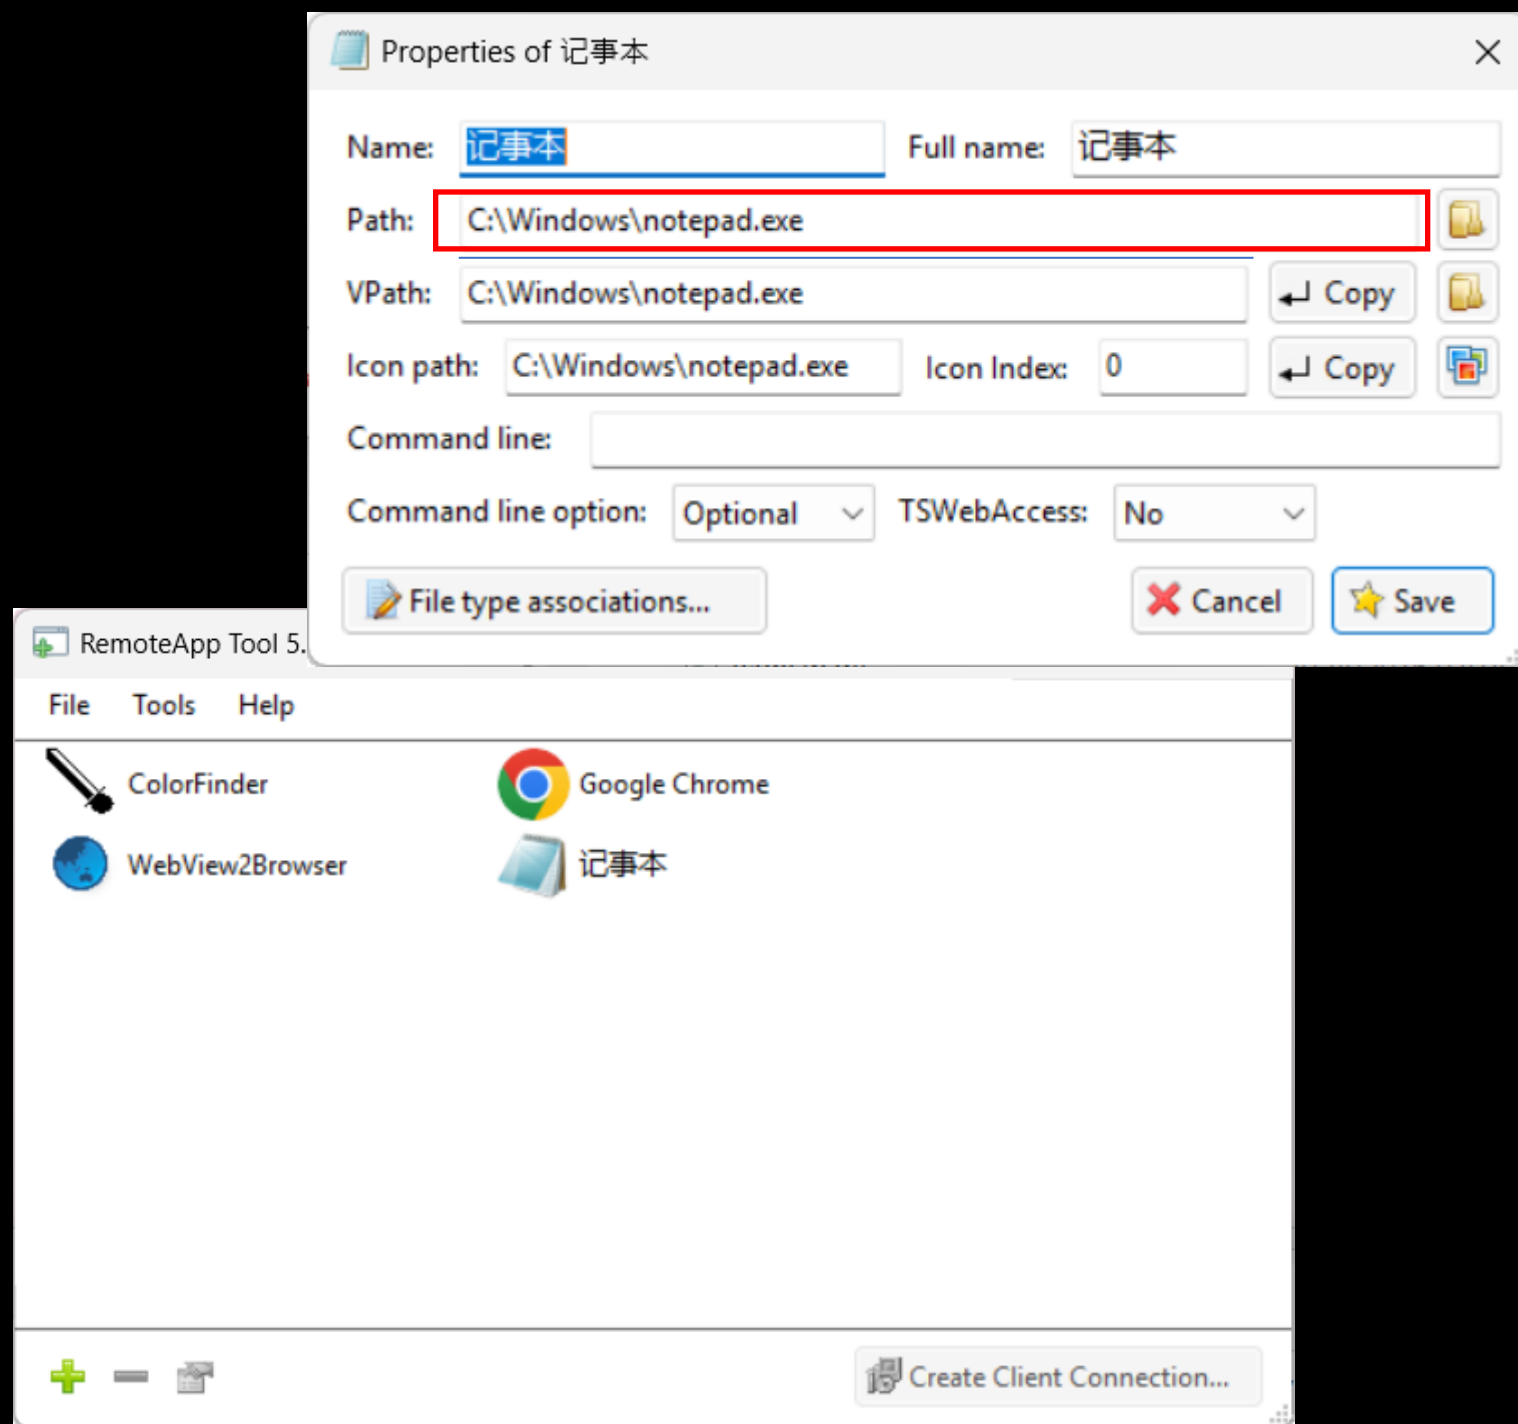 Properties of 记事本
Name: 记事本 Full name: 记事本
Path: C:\Windows\notepad.exe
VPath: C:\Windows\notepad.exe Copy
Icon path: C:\Windows\notepad.exe Icon Index: 0 Copy
Command line:
Command line option: Optional TSWebAccess: No
File type associations... Cancel Save
RemoteApp Tool 5.
File Tools Help
ColorFinder Google Chrome
WebView2Browser 记事本
Create Client Connection...